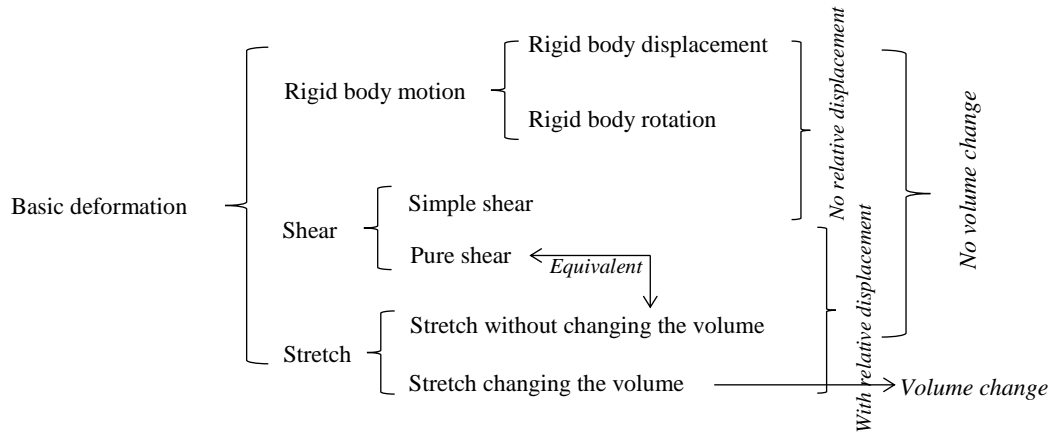 Rigid body displacement
Rigid body motion
Rigid body rotation
No relative displacement
No volume change
Basic deformation
Simple shear
Shear
Pure shear
Equivalent
With relative displacement
Stretch without changing the volume
Stretch
Stretch changing the volume
Volume change